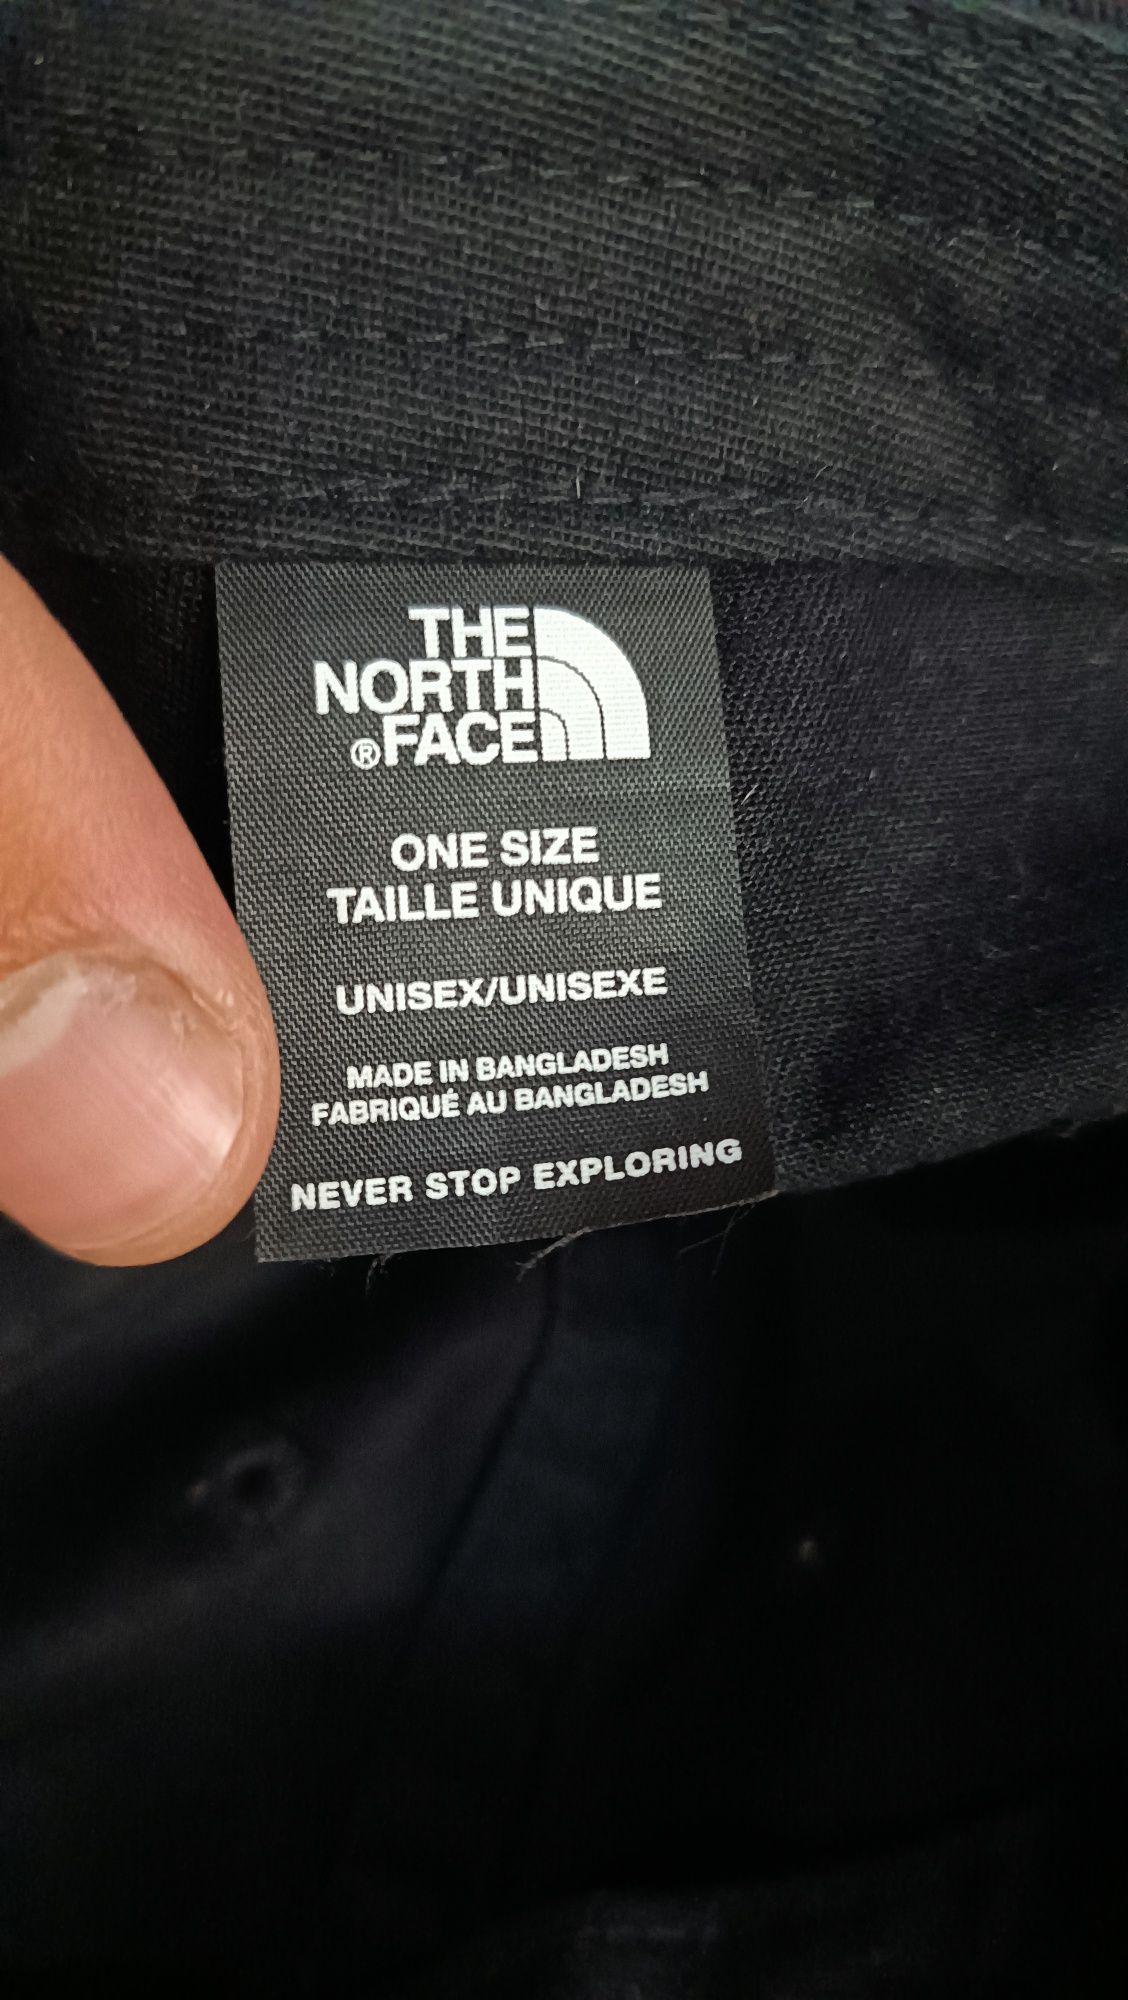 THE
NORTH
®FACE
ONE SIZE
TAILLE UNIQUE
UNISEX/UNISEXE
MADE IN BANGLADESH
FABRIQUÉ AU BANGLADESH
NEVER STOP EXPLORING